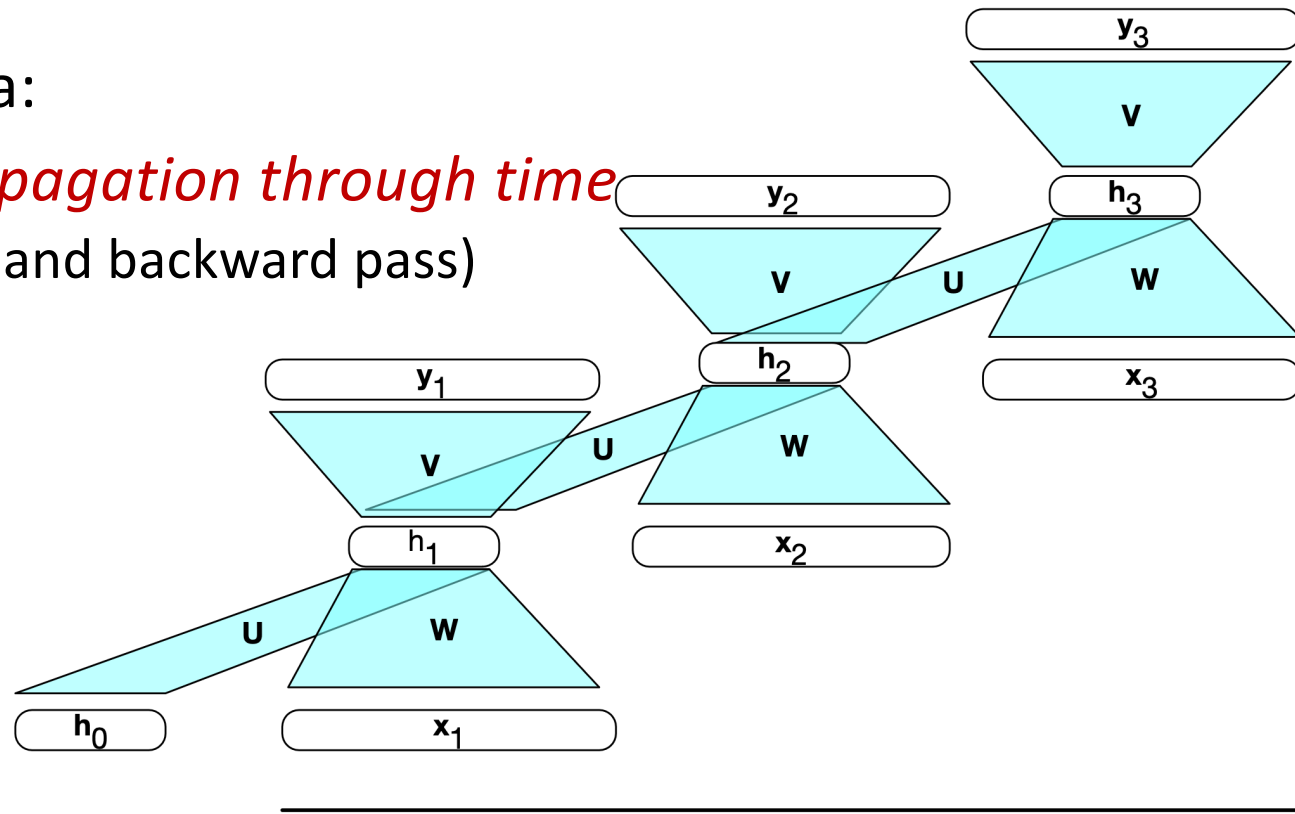 y3
a:
V
pagation through time
y2
h3
and backward pass)
V
U
W
y1
h2
x3
V
U
W
h1
x2
U
W
h0
x1